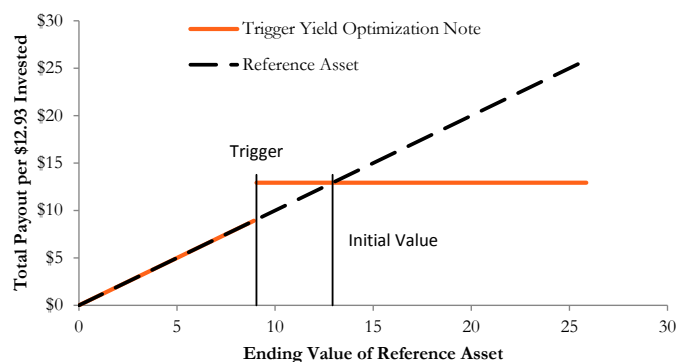 $30
Trigger Yield Optimization Note
$25
Reference Asset
$20
Trigger
$15
$10
Initial Value
$5
$0
0 5 10 15 20 25 30
Total Payout per $12.93 Invested
Ending Value of Reference Asset